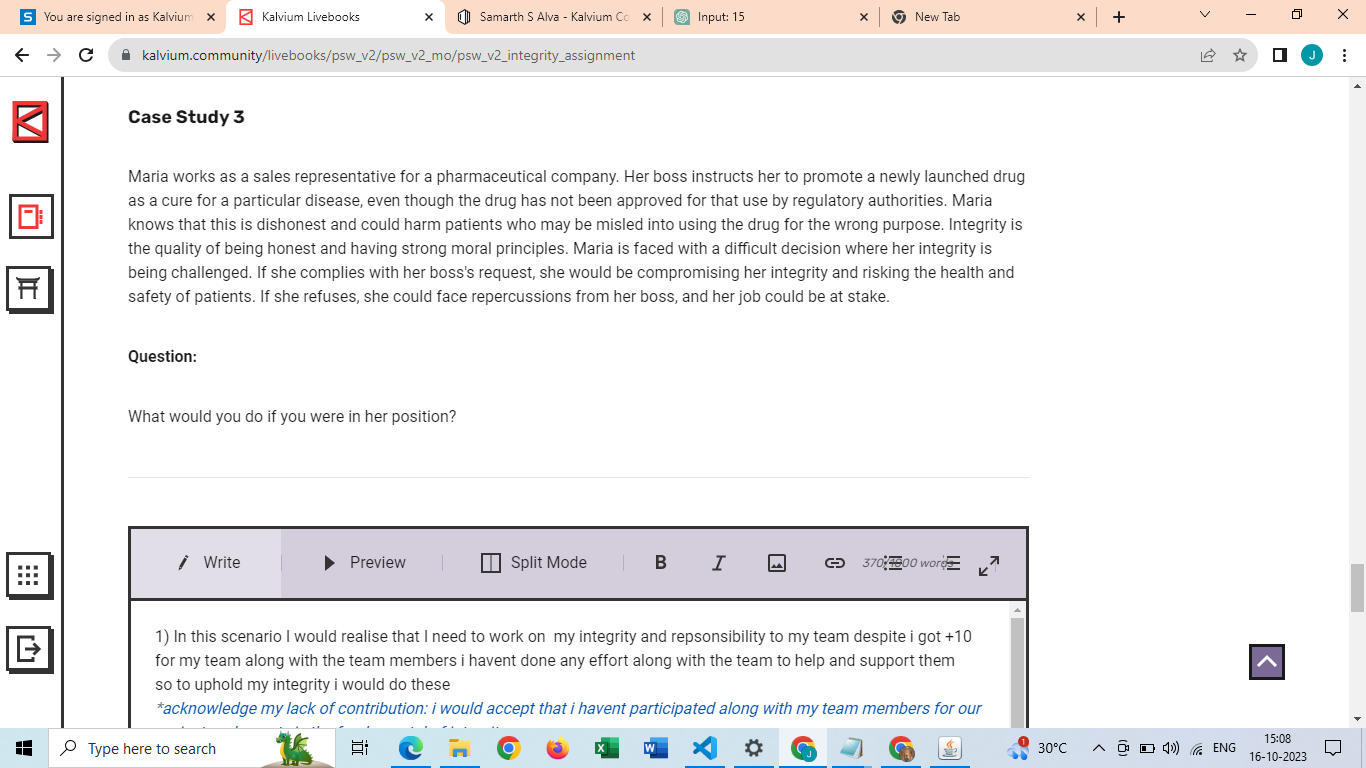 You are signed in as Kalvium
Kalvium Livebooks
Samarth S Alva - Kalvium Co
Input: 15
New Tab
kalvium.community/livebooks/psw_v2/psw_v2_mo/psw_v2_integrity_assignment
J
Case Study 3
Maria works as a sales representative for a pharmaceutical company. Her boss instructs her to promote a newly launched drug
as a cure for a particular disease, even though the drug has not been approved for that use by regulatory authorities. Maria
knows that this is dishonest and could harm patients who may be misled into using the drug for the wrong purpose. Integrity is
the quality of being honest and having strong moral principles. Maria is faced with a difficult decision where her integrity is
being challenged. If she complies with her boss's request, she would be compromising her integrity and risking the health and
safety of patients. If she refuses, she could face repercussions from her boss, and her job could be at stake.
Question:
What would you do if you were in her position?
Write
Preview
Split Mode
B
I
370/1000 words
1) In this scenario I would realise that I need to work on  my integrity and repsonsibility to my team despite i got +10
for my team along with the team members i havent done any effort along with the team to help and support them
so to uphold my integrity i would do these
*acknowledge my lack of contribution: i would accept that i havent participated along with my team members for our
Type here to search
30°C
ENG
15:08
16-10-2023